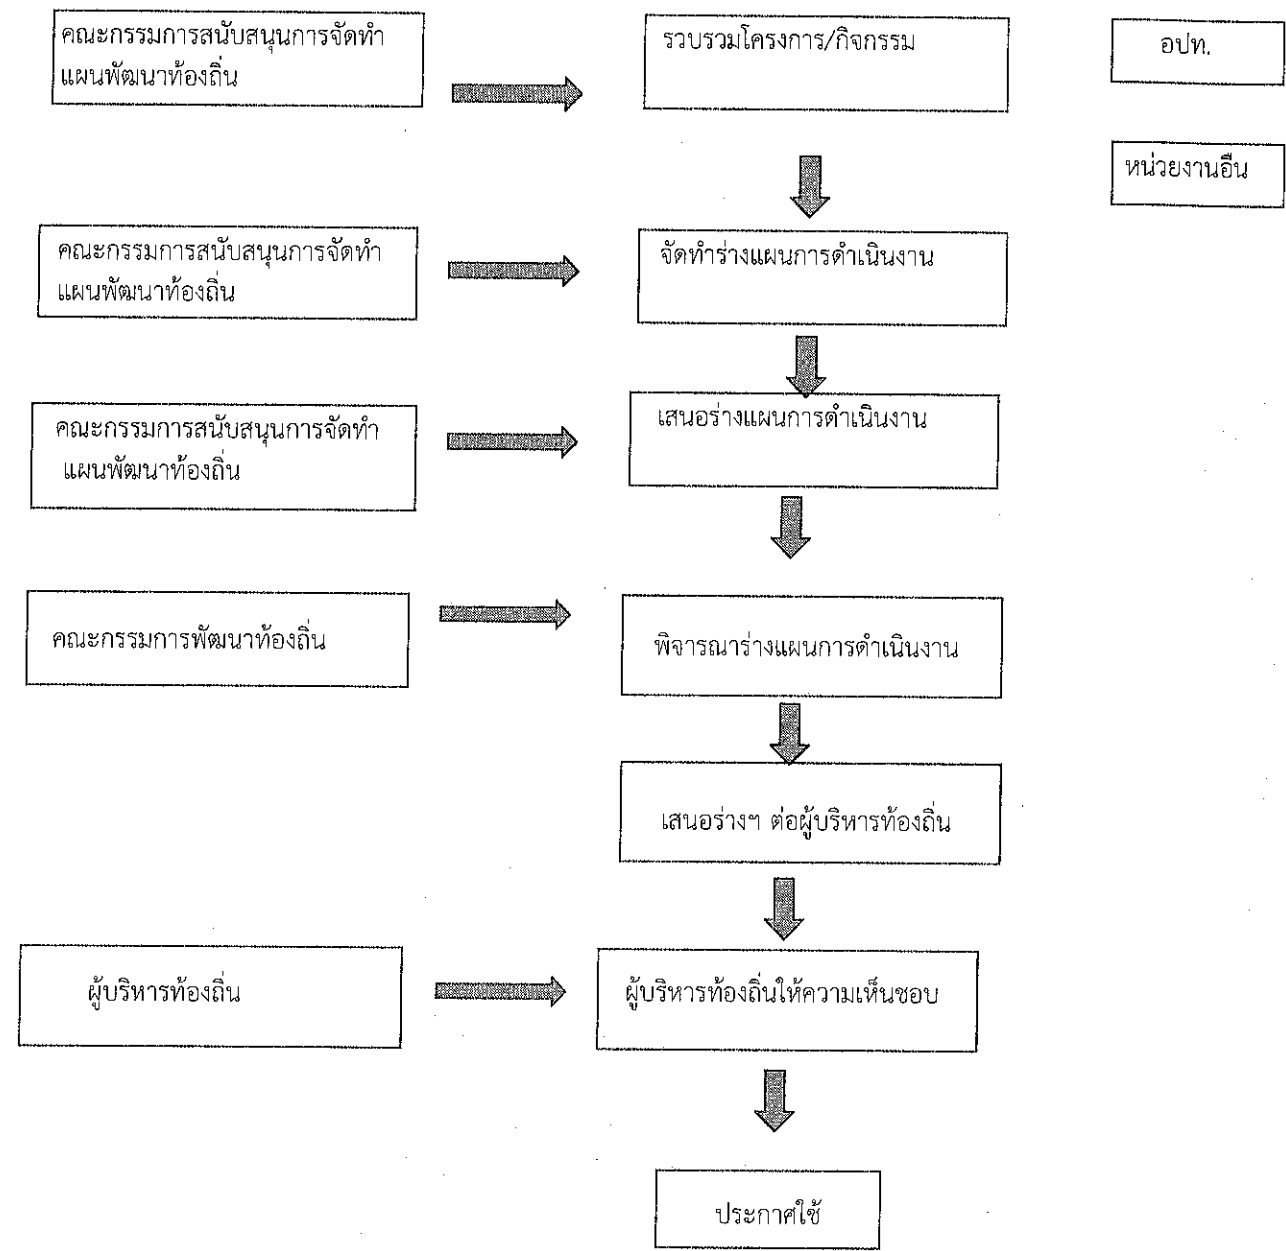 คณะกรรมการสนับสนุนการจัดทำ
แผนพัฒนาท้องถิ่น
รวบรวมโครงการ/กิจกรรม
อปท.
หน่วยงานอื่น
คณะกรรมการสนับสนุนการจัดทำ
แผนพัฒนาท้องถิ่น
จัดทำร่างแผนการดำเนินงาน
คณะกรรมการสนับสนุนการจัดทำ
แผนพัฒนาท้องถิ่น
เสนอร่างแผนการดำเนินงาน
คณะกรรมการพัฒนาท้องถิ่น
พิจารณาร่างแผนการดำเนินงาน
เสนอร่างฯ ต่อผู้บริหารท้องถิ่น
ผู้บริหารท้องถิ่น
ผู้บริหารท้องถิ่นให้ความเห็นชอบ
ประกาศใช้